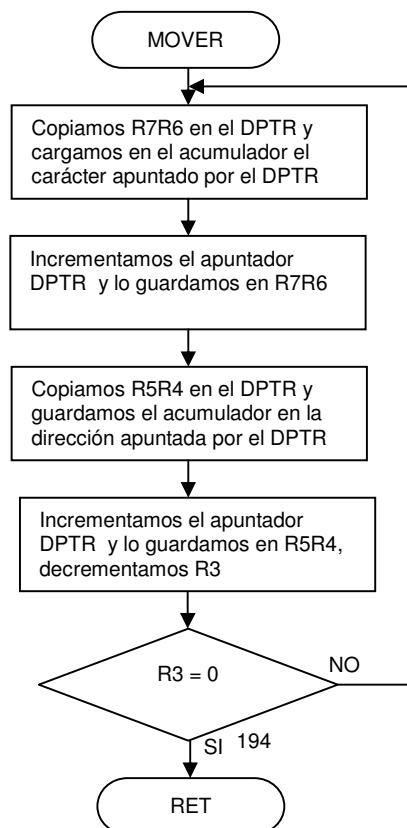 MOVER
Copiamos R7R6 en el DPTR y
cargamos en el acumulador el
carácter apuntado por el DPTR
Incrementamos el apuntador
DPTR y lo guardamos en R7R6
Copiamos R5R4 en el DPTR y
guardamos el acumulador en la
dirección apuntada por el DPTR
Incrementamos el apuntador
DPTR y lo guardamos en R5R4,
decrementamos R3
R3 = 0
NO
SI 194
RET